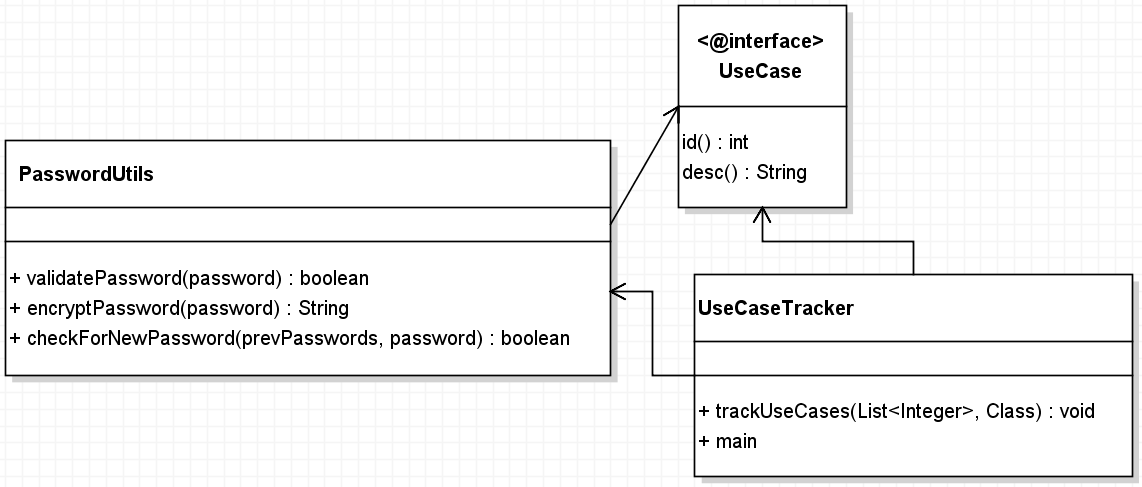 <@interface>
UseCase
id() : int
desc() : String
PasswordUtils
+ validatePassword(password) : boolean
+ encryptPassword(password) : String
+ checkForNewPassword(prevPasswords, password) : boolean
UseCaseTracker
+ trackUseCases(List<Integer>, Class) : void
+ main